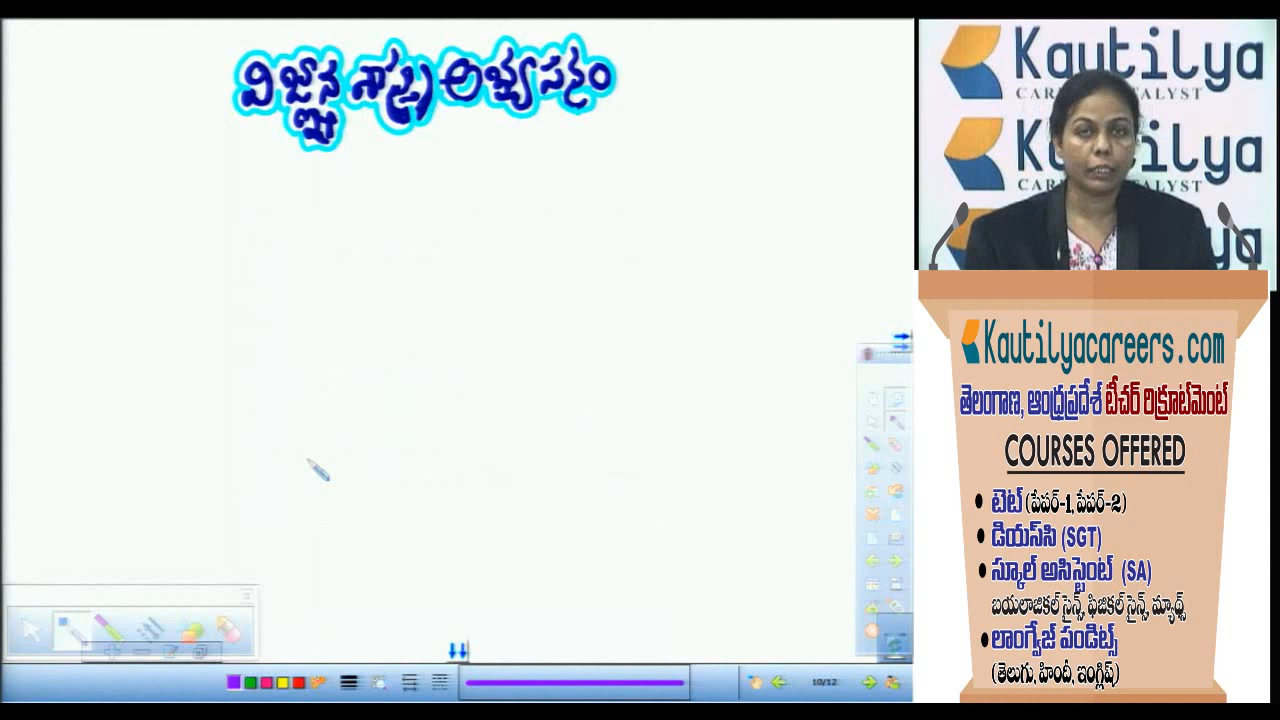 విజ్ఞాన శాస్త్ర అభ్యసనం
Kautilya
CAREER CATALYST
Kautilya
CAREER CATALYST
Kautilyacareers.com
తెలంగాణ, ఆంధ్రప్రదేశ్ టీచర్ రిక్రూట్‌మెంట్
COURSES OFFERED
• టెట్ (పేపర్-1, పేపర్-2)
• డియస్‌సి (SGT)
• స్కూల్ అసిస్టెంట్ (SA)
బయలాజికల్ సైన్స్, ఫిజికల్ సైన్స్, మ్యాథ్స్
• లాంగ్వేజ్ పండిట్స్
(తెలుగు, హిందీ, ఇంగ్లిష్)
10/12